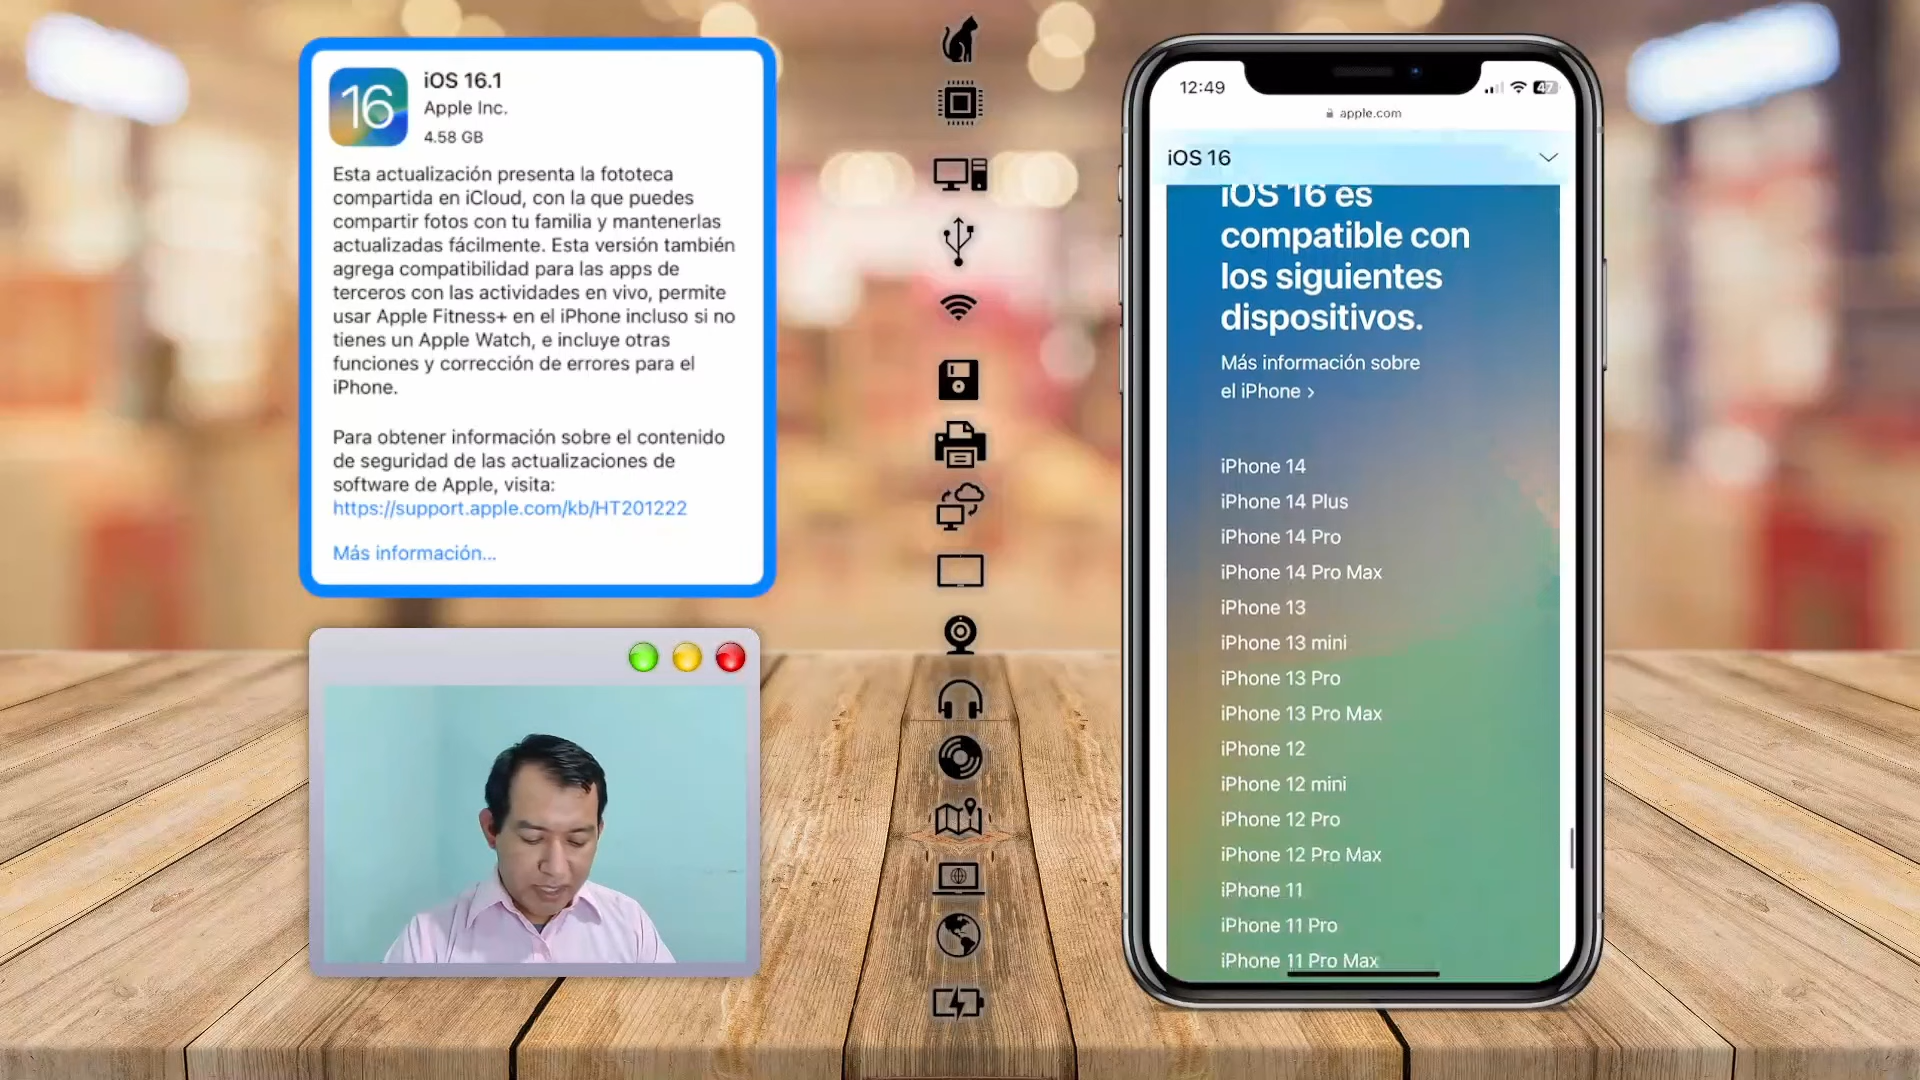 16
iOS 16.1
Apple Inc.
4.58 GB
Esta actualización presenta la fototeca
compartida en iCloud, con la que puedes
compartir fotos con tu familia y mantenerlas
actualizadas fácilmente. Esta versión también
agrega compatibilidad para las apps de
terceros con las actividades en vivo, permite
usar Apple Fitness+ en el iPhone incluso si no
tienes un Apple Watch, e incluye otras
funciones y corrección de errores para el
iPhone.
Para obtener información sobre el contenido
de seguridad de las actualizaciones de
software de Apple, visita:
https://support.apple.com/kb/HT201222
Más información...
12:49
47
apple.com
iOS 16
iOS 16 es
compatible con
los siguientes
dispositivos.
Más información sobre
el iPhone >
iPhone 14
iPhone 14 Plus
iPhone 14 Pro
iPhone 14 Pro Max
iPhone 13
iPhone 13 mini
iPhone 13 Pro
iPhone 13 Pro Max
iPhone 12
iPhone 12 mini
iPhone 12 Pro
iPhone 12 Pro Max
iPhone 11
iPhone 11 Pro
iPhone 11 Pro Max